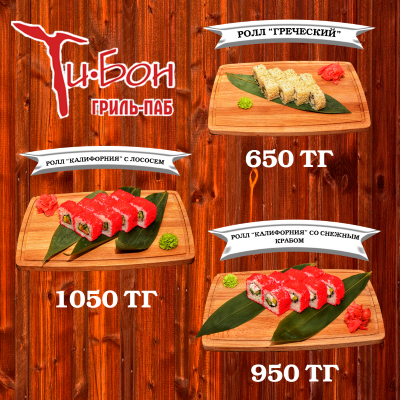 Ти-Бон
ГРИЛЬ-ПАБ
РОЛЛ "ГРЕЧЕСКИЙ"
650 ТГ
РОЛЛ "КАЛИФОРНИЯ" С ЛОСОСЕМ
1050 ТГ
РОЛЛ "КАЛИФОРНИЯ" СО СНЕЖНЫМ
КРАБОМ
950 ТГ